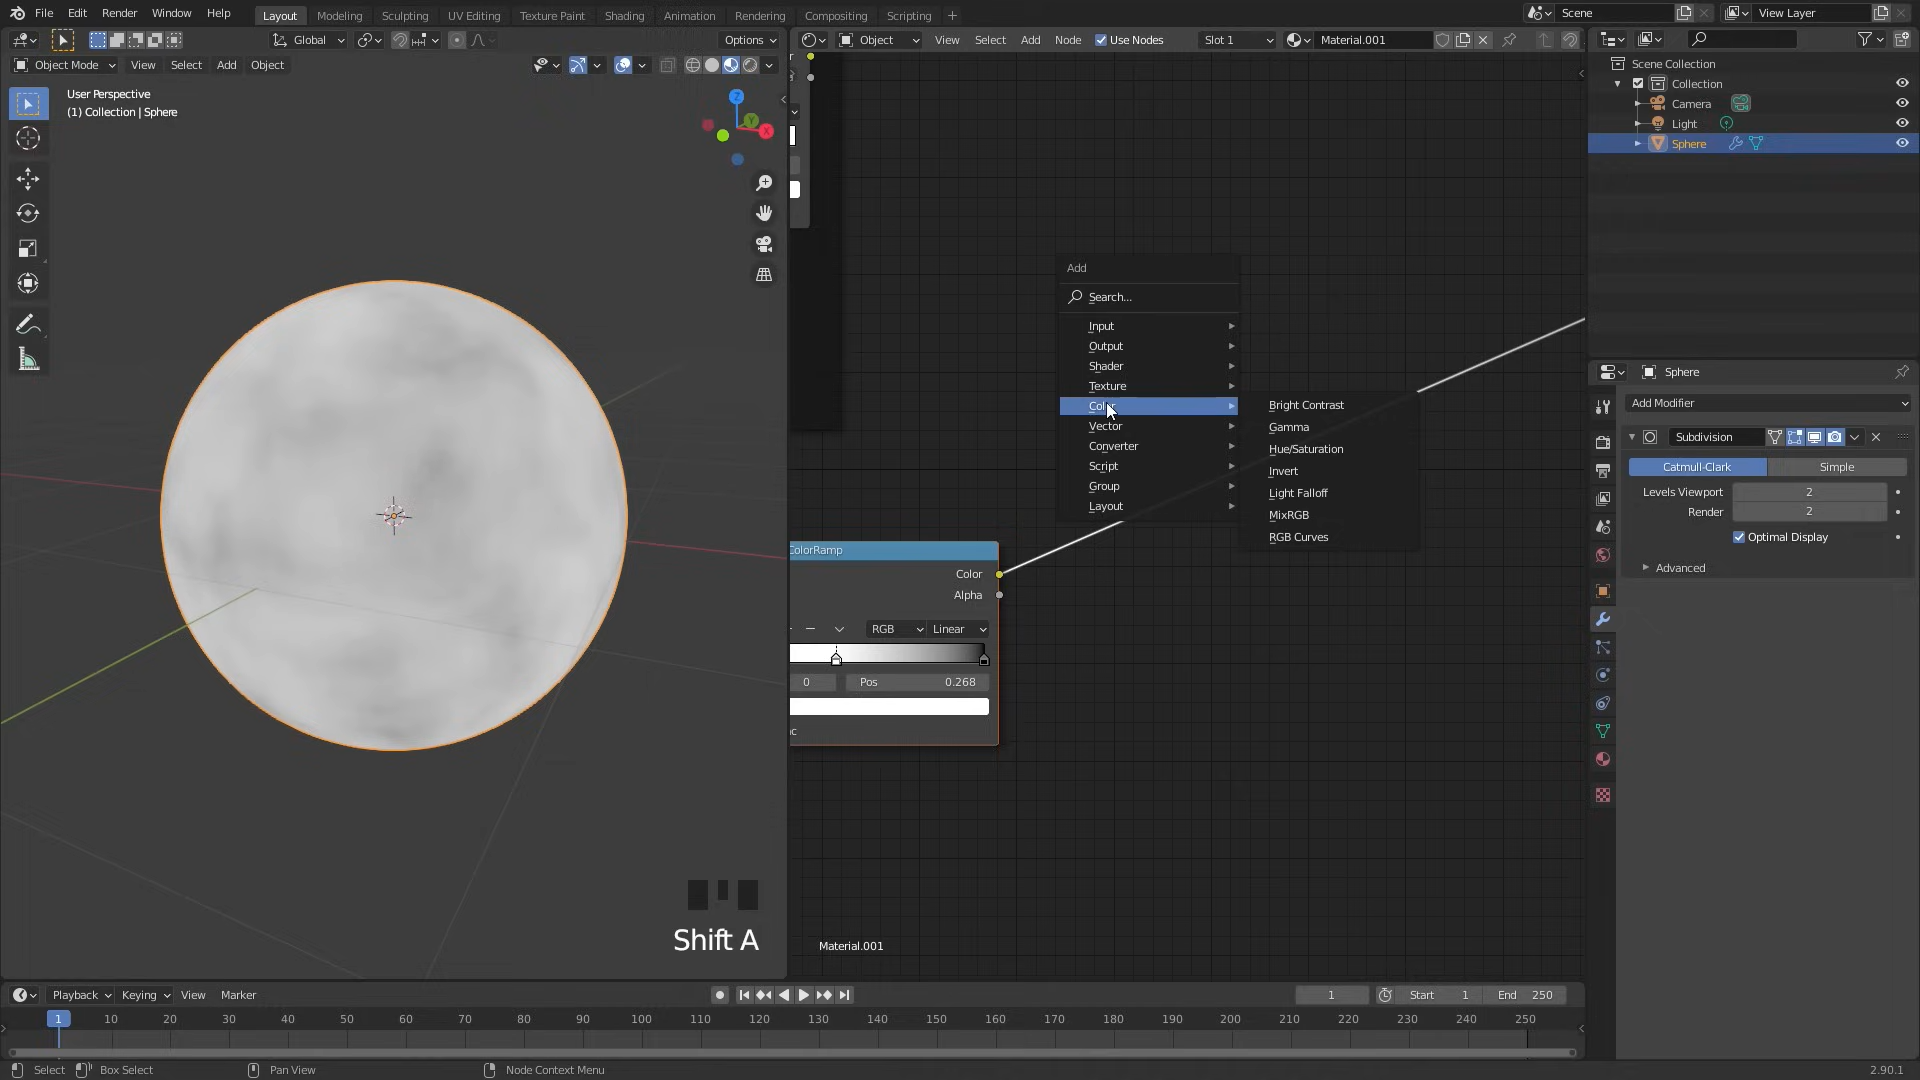 File Edit Render Window Help Layout Modeling Sculpting UV Editing Texture Paint Shading Animation Rendering Compositing Scripting + Scene View Layer
Global Options
Object View Select Add Node Use Nodes Slot 1 Material.001
Object Mode View Select Add Object
User Perspective
(1) Collection | Sphere
Z
Y
X
Scene Collection
Collection
Camera
Light
Sphere
Add
Search...
Input
Output
Shader
Texture
Color
Vector
Converter
Script
Group
Layout
Bright Contrast
Gamma
Hue/Saturation
Invert
Light Falloff
MixRGB
RGB Curves
ColorRamp
Color
Alpha
RGB Linear
0 Pos 0.268
Sphere
Add Modifier
Subdivision
Catmull-Clark Simple
Levels Viewport 2
Render 2
Optimal Display
Advanced
Shift A
Material.001
Playback Keying View Marker 1 Start 1 End 250
1 10 20 30 40 50 60 70 80 90 100 110 120 130 140 150 160 170 180 190 200 210 220 230 240 250
Select Box Select Pan View Node Context Menu 2.90.1